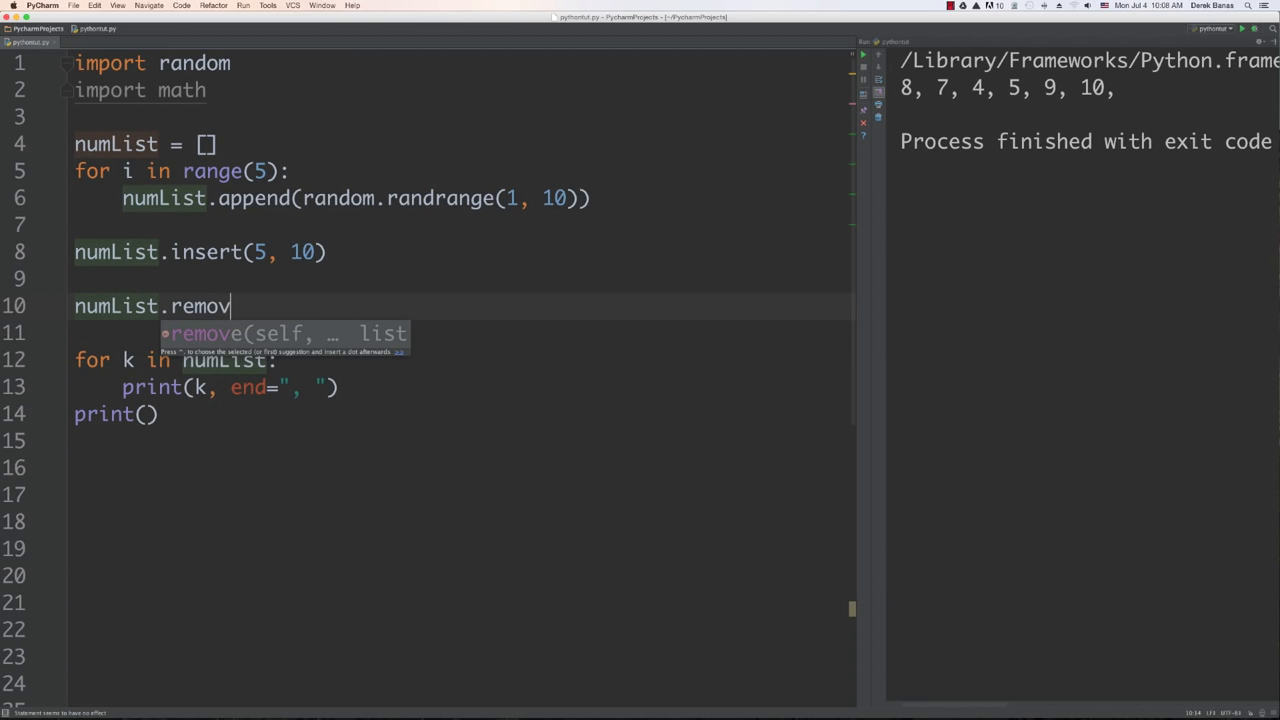 PyCharm File Edit View Navigate Code Refactor Run Tools VCS Window Help 10 Mon Jul 4 10:08 AM Derek Banas
pythontut.py - PycharmProjects - [~/PycharmProjects]
PycharmProjects pythontut.py pythontut
pythontut.py Run: pythontut
1 import random
2 import math
3
4 numList = []
5 for i in range(5):
6 numList.append(random.randrange(1, 10))
7
8 numList.insert(5, 10)
9
10 numList.remov
remove(self, … list
Press ^. to choose the selected (or first) suggestion and insert a dot afterwards >>
11
12 for k in numList:
13 print(k, end=", ")
14 print()
15
16
17
18
19
20
21
22
23
24
25
/Library/Frameworks/Python.frame
8, 7, 4, 5, 9, 10,
Process finished with exit code
Statement seems to have no effect 10:14 LF‡ UTF-8‡